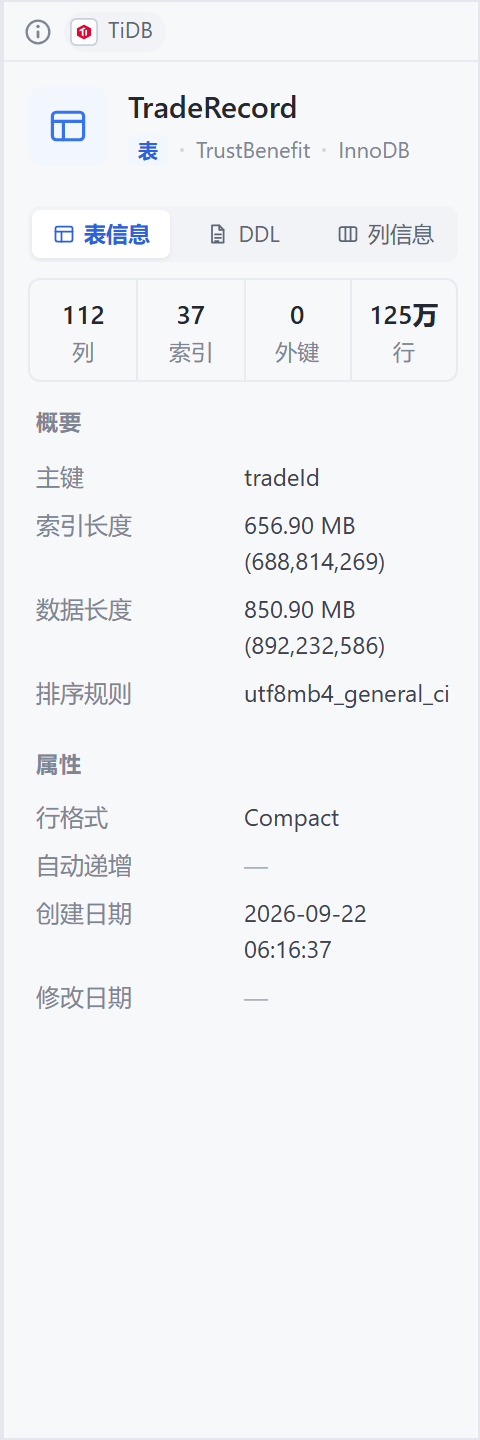 TiDB
TradeRecord
表 · TrustBenefit · InnoDB
表信息 DDL 列信息
112 37 0 125万
列 索引 外键 行
概要
主键 tradeId
索引长度 656.90 MB
(688,814,269)
数据长度 850.90 MB
(892,232,586)
排序规则 utf8mb4_general_ci
属性
行格式 Compact
自动递增 —
创建日期 2026-09-22
06:16:37
修改日期 —